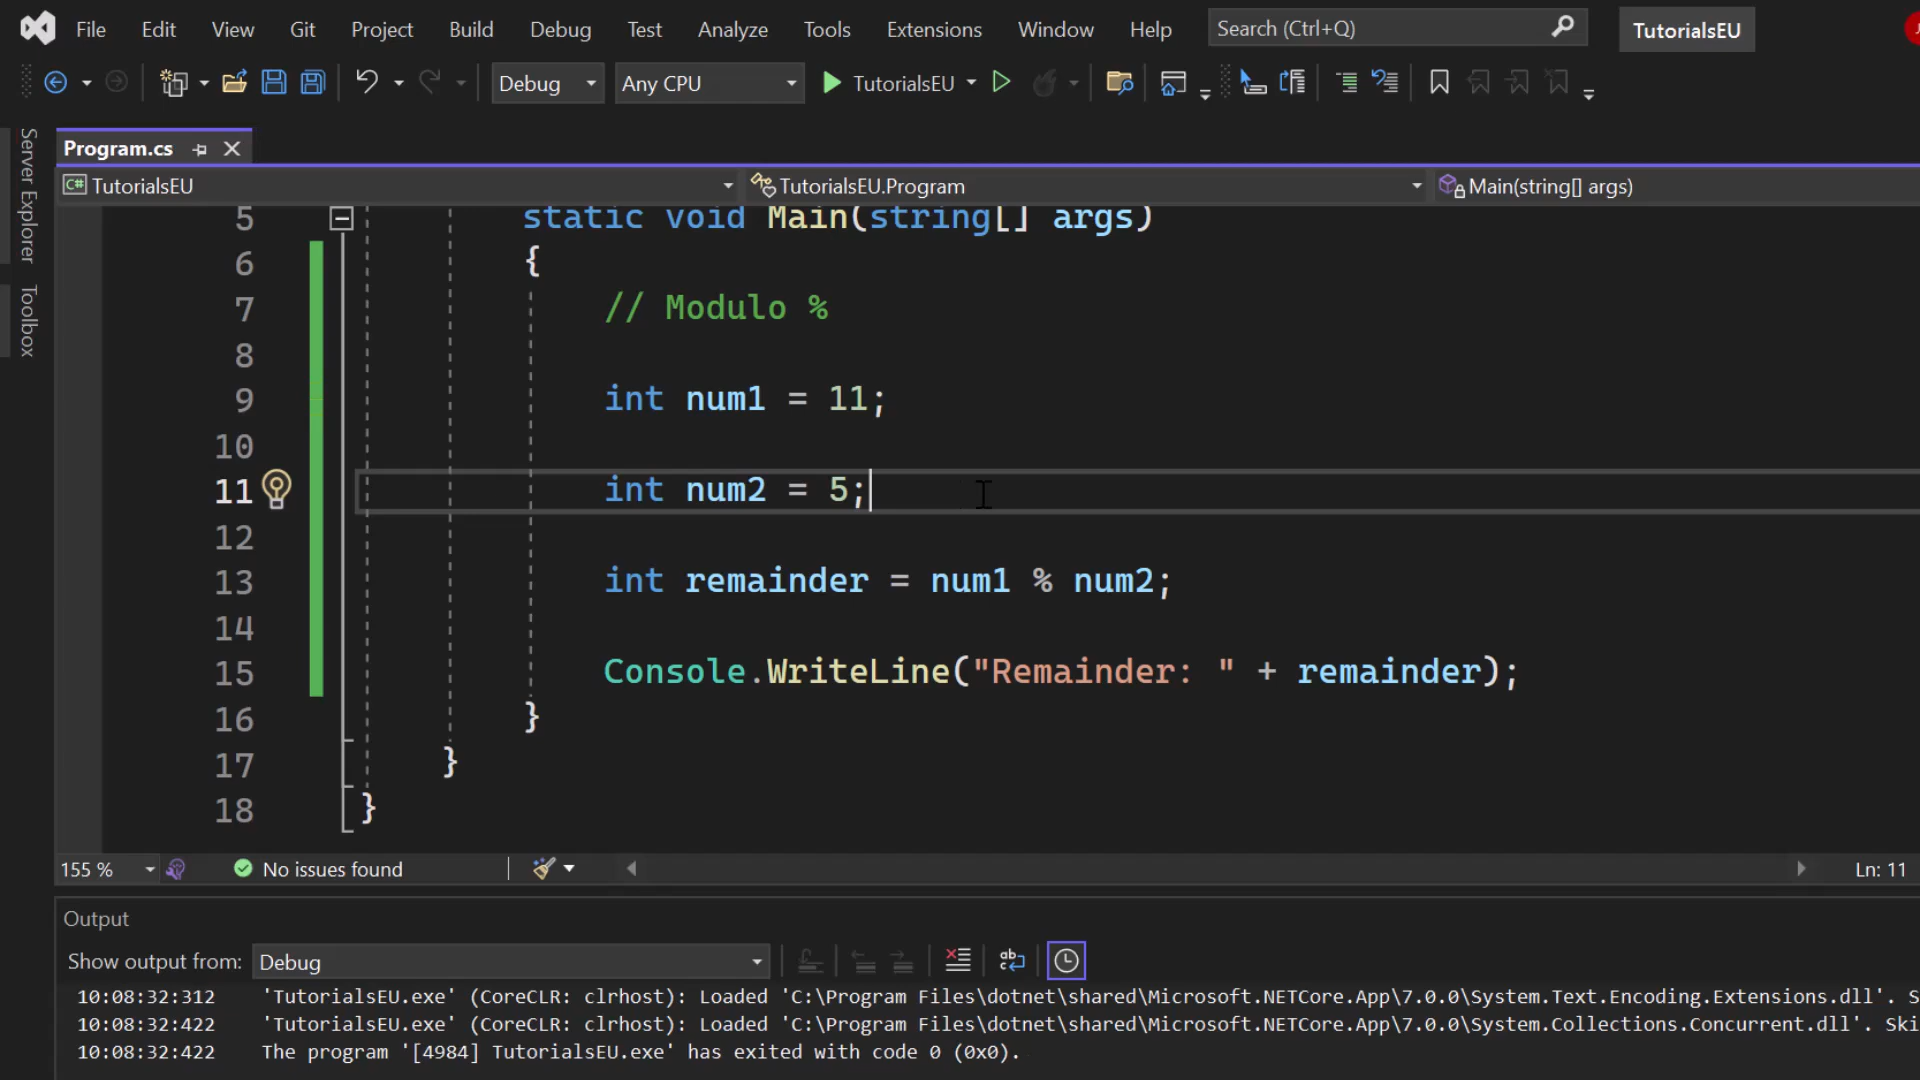 File Edit View Git Project Build Debug Test Analyze Tools Extensions Window Help Search (Ctrl+Q) TutorialsEU
Debug Any CPU TutorialsEU
Server Explorer
Toolbox
Program.cs
C# TutorialsEU TutorialsEU.Program Main(string[] args)
5 static void Main(string[] args)
6 {
7 // Modulo %
8
9 int num1 = 11;
10
11 int num2 = 5;
12
13 int remainder = num1 % num2;
14
15 Console.WriteLine("Remainder: " + remainder);
16 }
17 }
18 }
155 % No issues found Ln: 11
Output
Show output from: Debug
10:08:32:312 'TutorialsEU.exe' (CoreCLR: clrhost): Loaded 'C:\Program Files\dotnet\shared\Microsoft.NETCore.App\7.0.0\System.Text.Encoding.Extensions.dll'. S
10:08:32:422 'TutorialsEU.exe' (CoreCLR: clrhost): Loaded 'C:\Program Files\dotnet\shared\Microsoft.NETCore.App\7.0.0\System.Collections.Concurrent.dll'. Ski
10:08:32:422 The program '[4984] TutorialsEU.exe' has exited with code 0 (0x0).